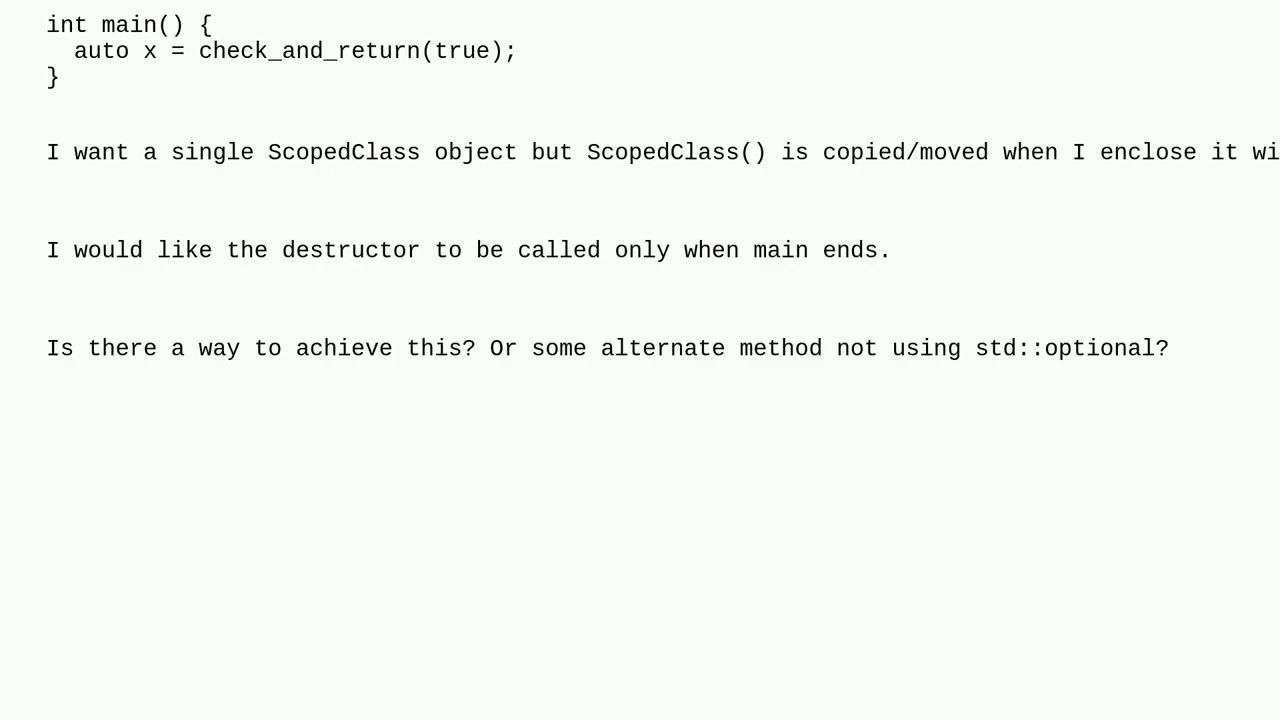 int main() {
  auto x = check_and_return(true);
}
I want a single ScopedClass object but ScopedClass() is copied/moved when I enclose it wi
I would like the destructor to be called only when main ends.
Is there a way to achieve this? Or some alternate method not using std::optional?